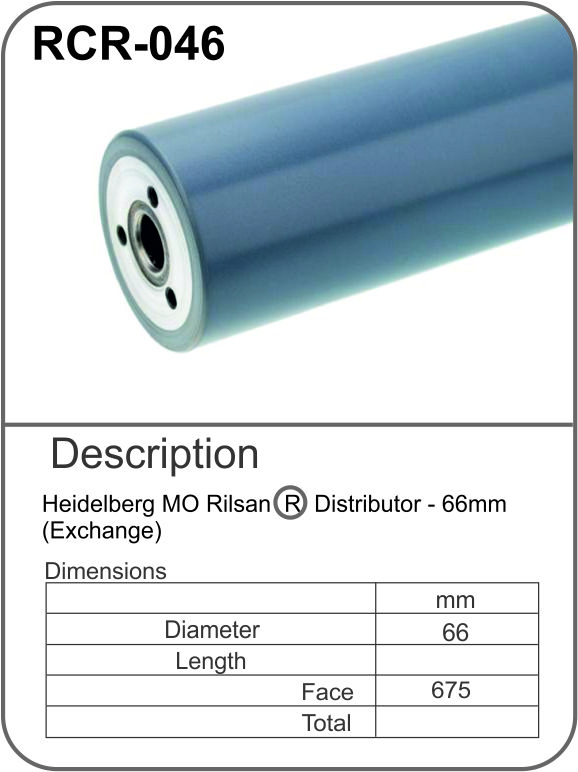 RCR-046
Description
Heidelberg MO Rilsan ® Distributor - 66mm
(Exchange)
Dimensions
mm
Diameter 66
Length
Face 675
Total